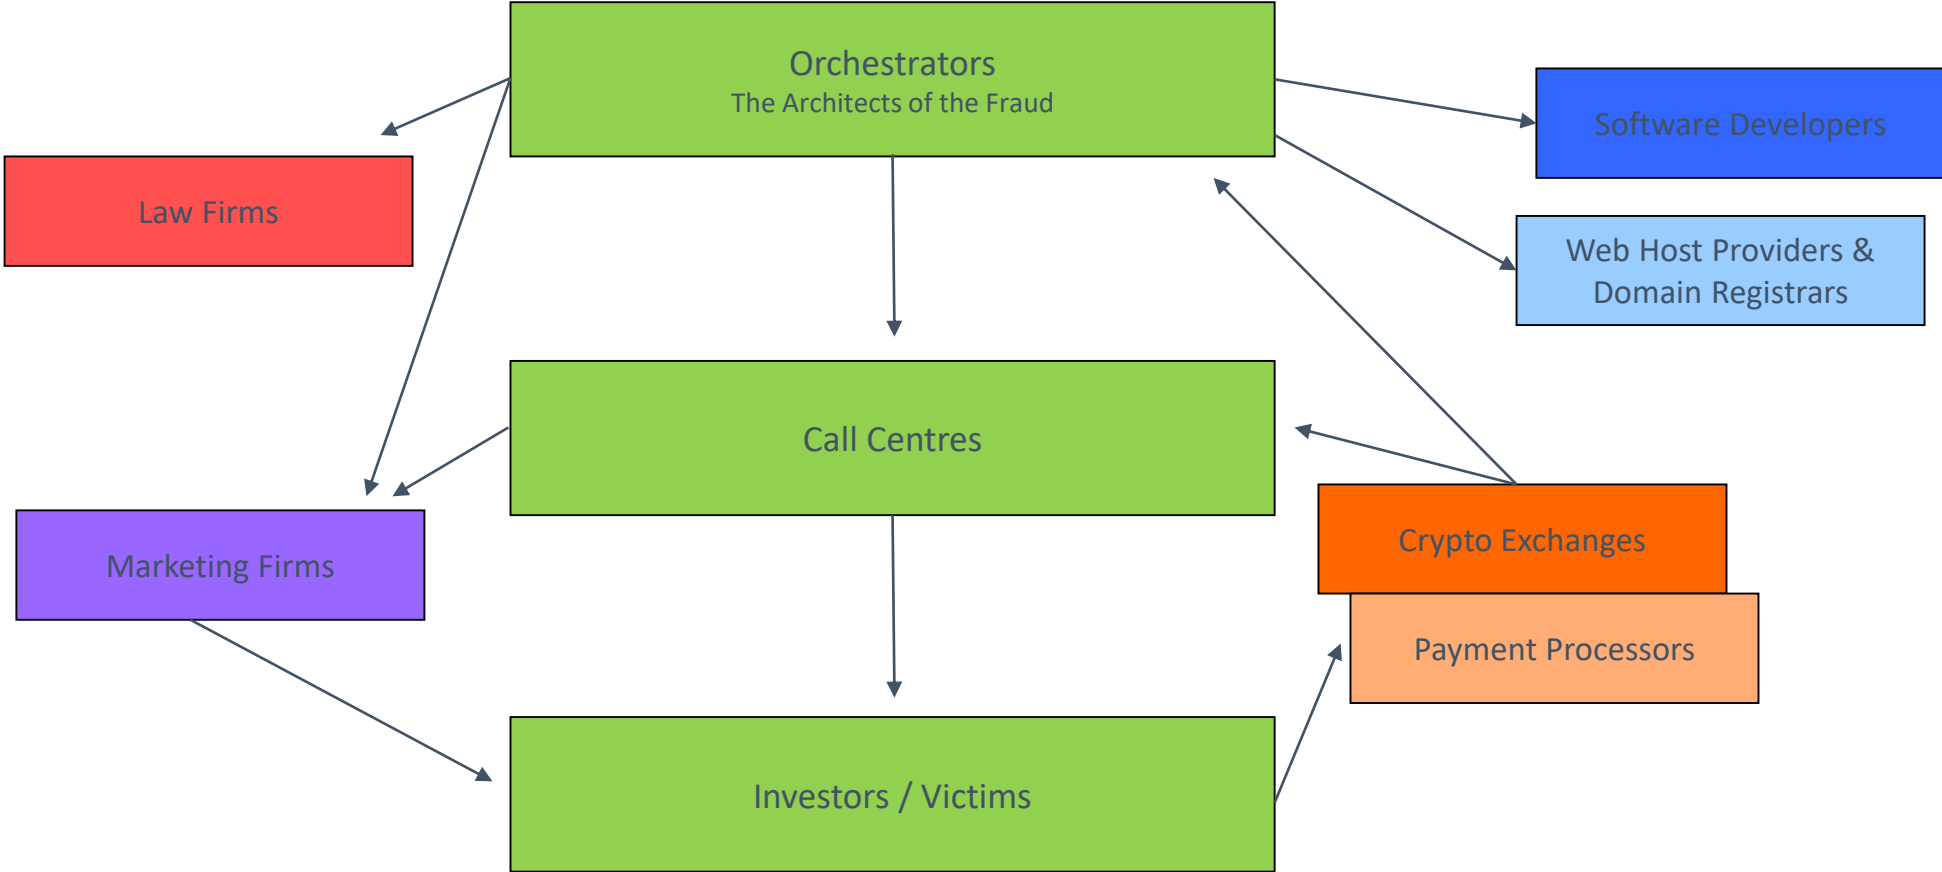 Orchestrators
The Architects of the Fraud
Software Developers
Law Firms
Web Host Providers &
Domain Registrars
Call Centres
Crypto Exchanges
Marketing Firms
Payment Processors
Investors / Victims